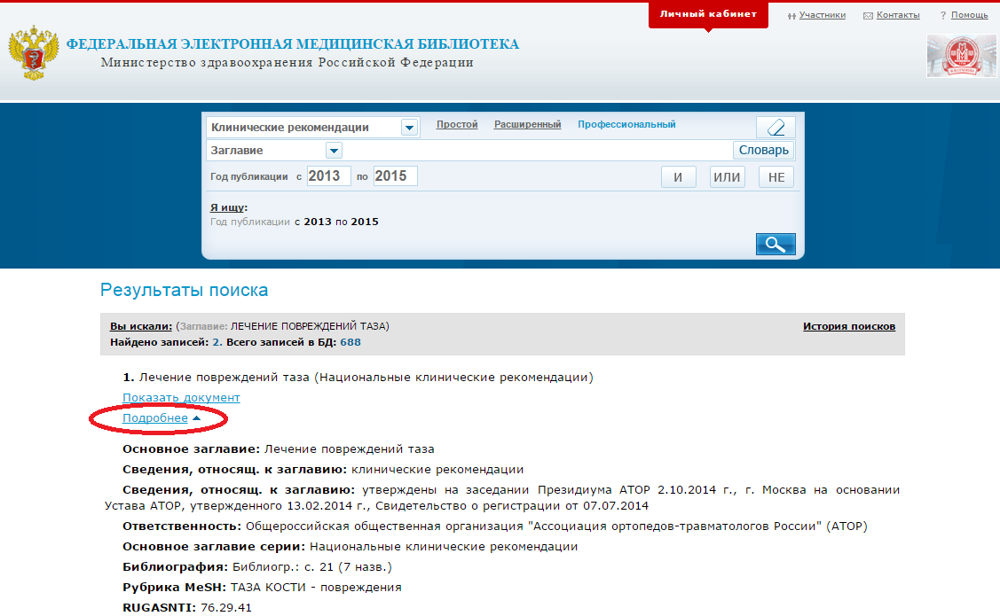 Личный кабинет
Участники Контакты ? Помощь
ФЕДЕРАЛЬНАЯ ЭЛЕКТРОННАЯ МЕДИЦИНСКАЯ БИБЛИОТЕКА
Министерство здравоохранения Российской Федерации
Клинические рекомендации Простой Расширенный Профессиональный
Заглавие Словарь
Год публикации с 2013 по 2015 И ИЛИ НЕ
Я ищу:
Год публикации с 2013 по 2015
Результаты поиска
Вы искали: (Заглавие: ЛЕЧЕНИЕ ПОВРЕЖДЕНИЙ ТАЗА) История поисков
Найдено записей: 2. Всего записей в БД: 688
1. Лечение повреждений таза (Национальные клинические рекомендации)
Показать документ
Подробнее
Основное заглавие: Лечение повреждений таза
Сведения, относящ. к заглавию: клинические рекомендации
Сведения, относящ. к заглавию: утверждены на заседании Президиума АТОР 2.10.2014 г., г. Москва на основании
Устава АТОР, утвержденного 13.02.2014 г., Свидетельство о регистрации от 07.07.2014
Ответственность: Общероссийская общественная организация "Ассоциация ортопедов-травматологов России" (АТОР)
Основное заглавие серии: Национальные клинические рекомендации
Библиография: Библиогр.: с. 21 (7 назв.)
Рубрика MeSH: ТАЗА КОСТИ - повреждения
RUGASNTI: 76.29.41